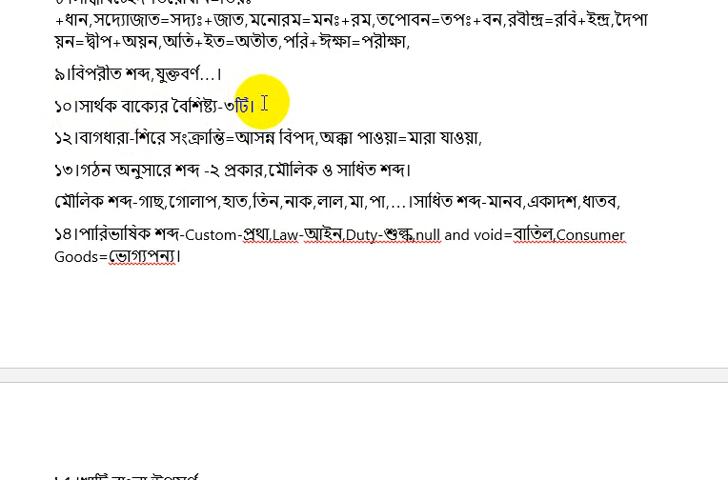 +ধান,সদ্যোজাত=সদ্যঃ+জাত,মনোরম=মনঃ+রম,তপোবন=তপঃ+বন,রবীন্দ্র=রবি+ইন্দ্র,দৈপা
য়ন=দ্বীপ+অয়ন,অতি+ইত=অতীত,পরি+ঈক্ষা=পরীক্ষা,
৯।বিপরীত শব্দ,যুক্তবর্ণ...।
১০।সার্থক বাক্যের বৈশিষ্ট্য-৩টি।
১২।বাগধারা-শিরে সংক্রান্তি=আসন্ন বিপদ,অক্কা পাওয়া=মারা যাওয়া,
১৩।গঠন অনুসারে শব্দ -২ প্রকার,মৌলিক ও সাধিত শব্দ।
মৌলিক শব্দ-গাছ,গোলাপ,হাত,তিন,নাক,লাল,মা,পা,...।সাধিত শব্দ-মানব,একাদশ,ধাতব,
১৪।পারিভাষিক শব্দ-Custom-প্রথা,Law-আইন,Duty-শুল্ক,null and void=বাতিল,Consumer
Goods=ভোগ্যপন্য।